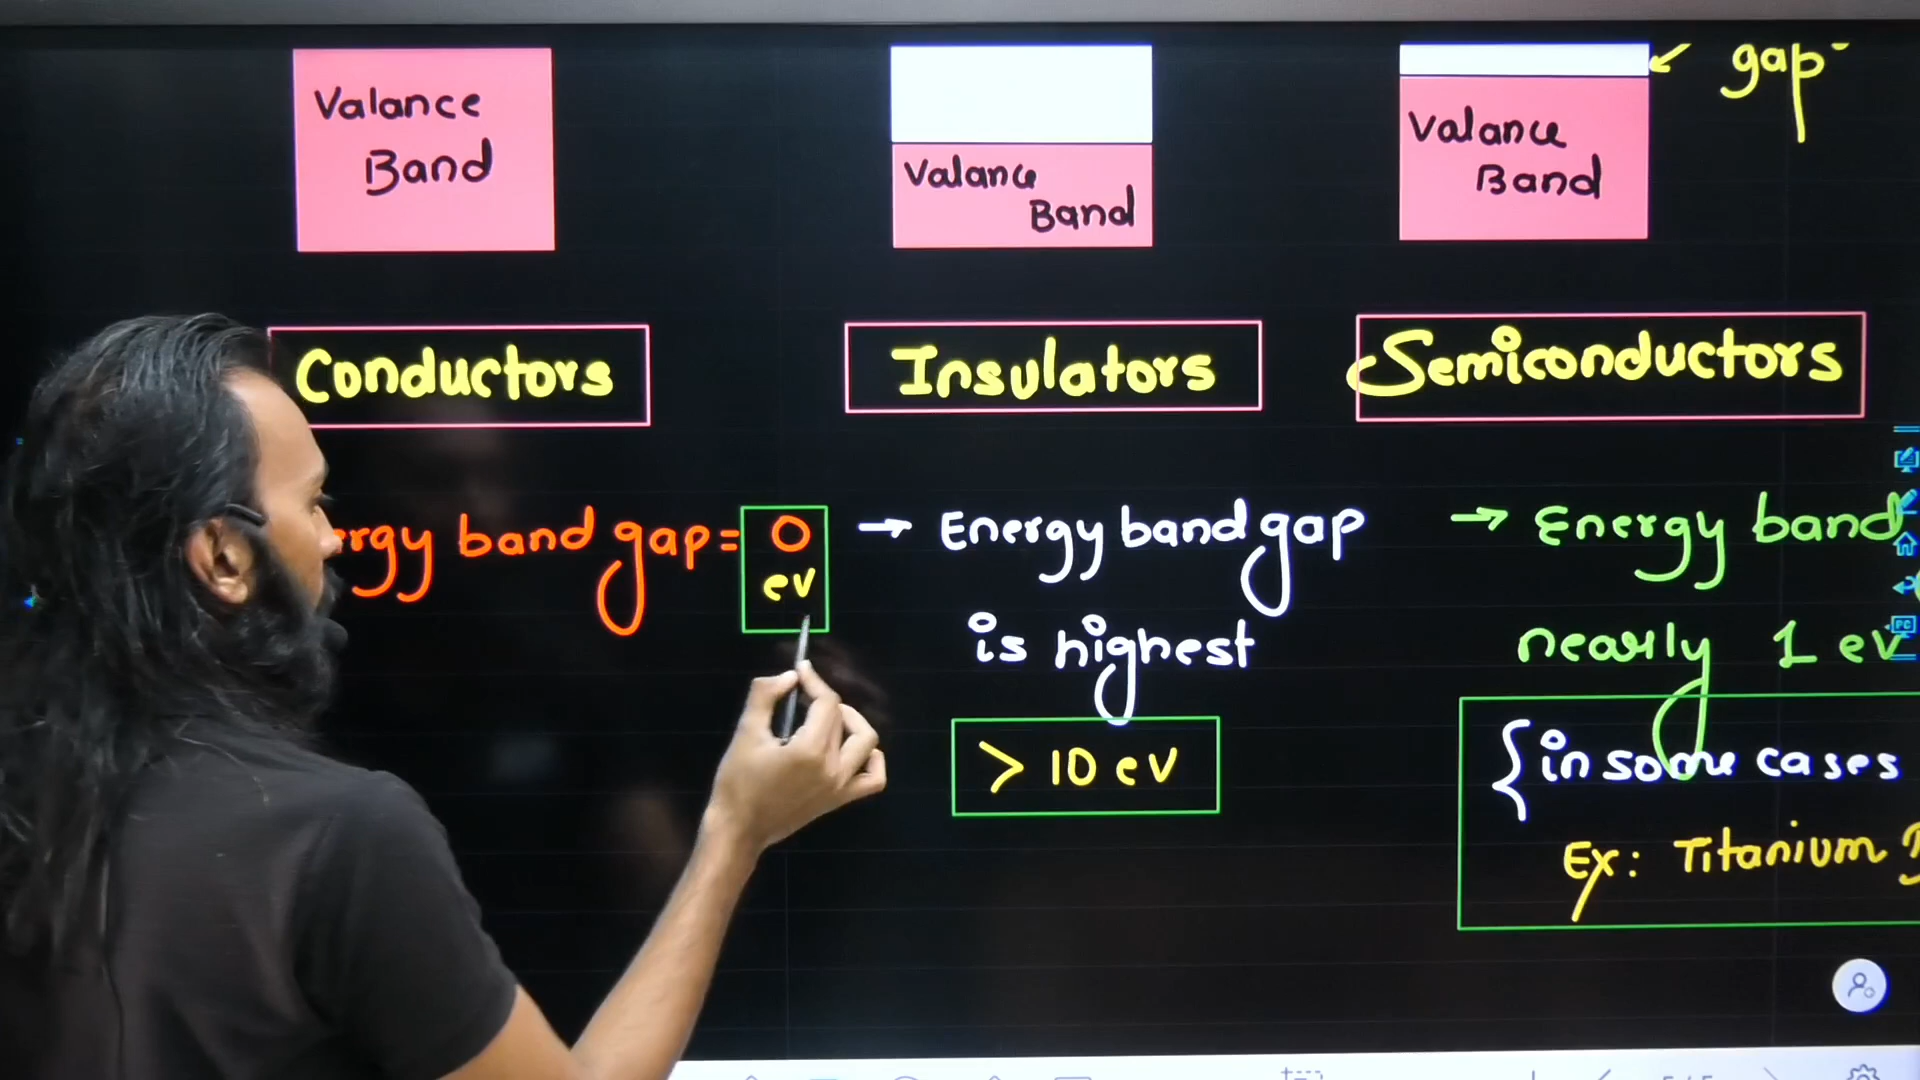 Valance
Band
Valance
Band
gap
Valance
Band
Conductors
Insulators
Semiconductors
band gap = 0
ev
→ Energy band gap
is highest
> 10 ev
→ Energy band
nearly 1 ev
{in some cases
Ex: Titanium
PC